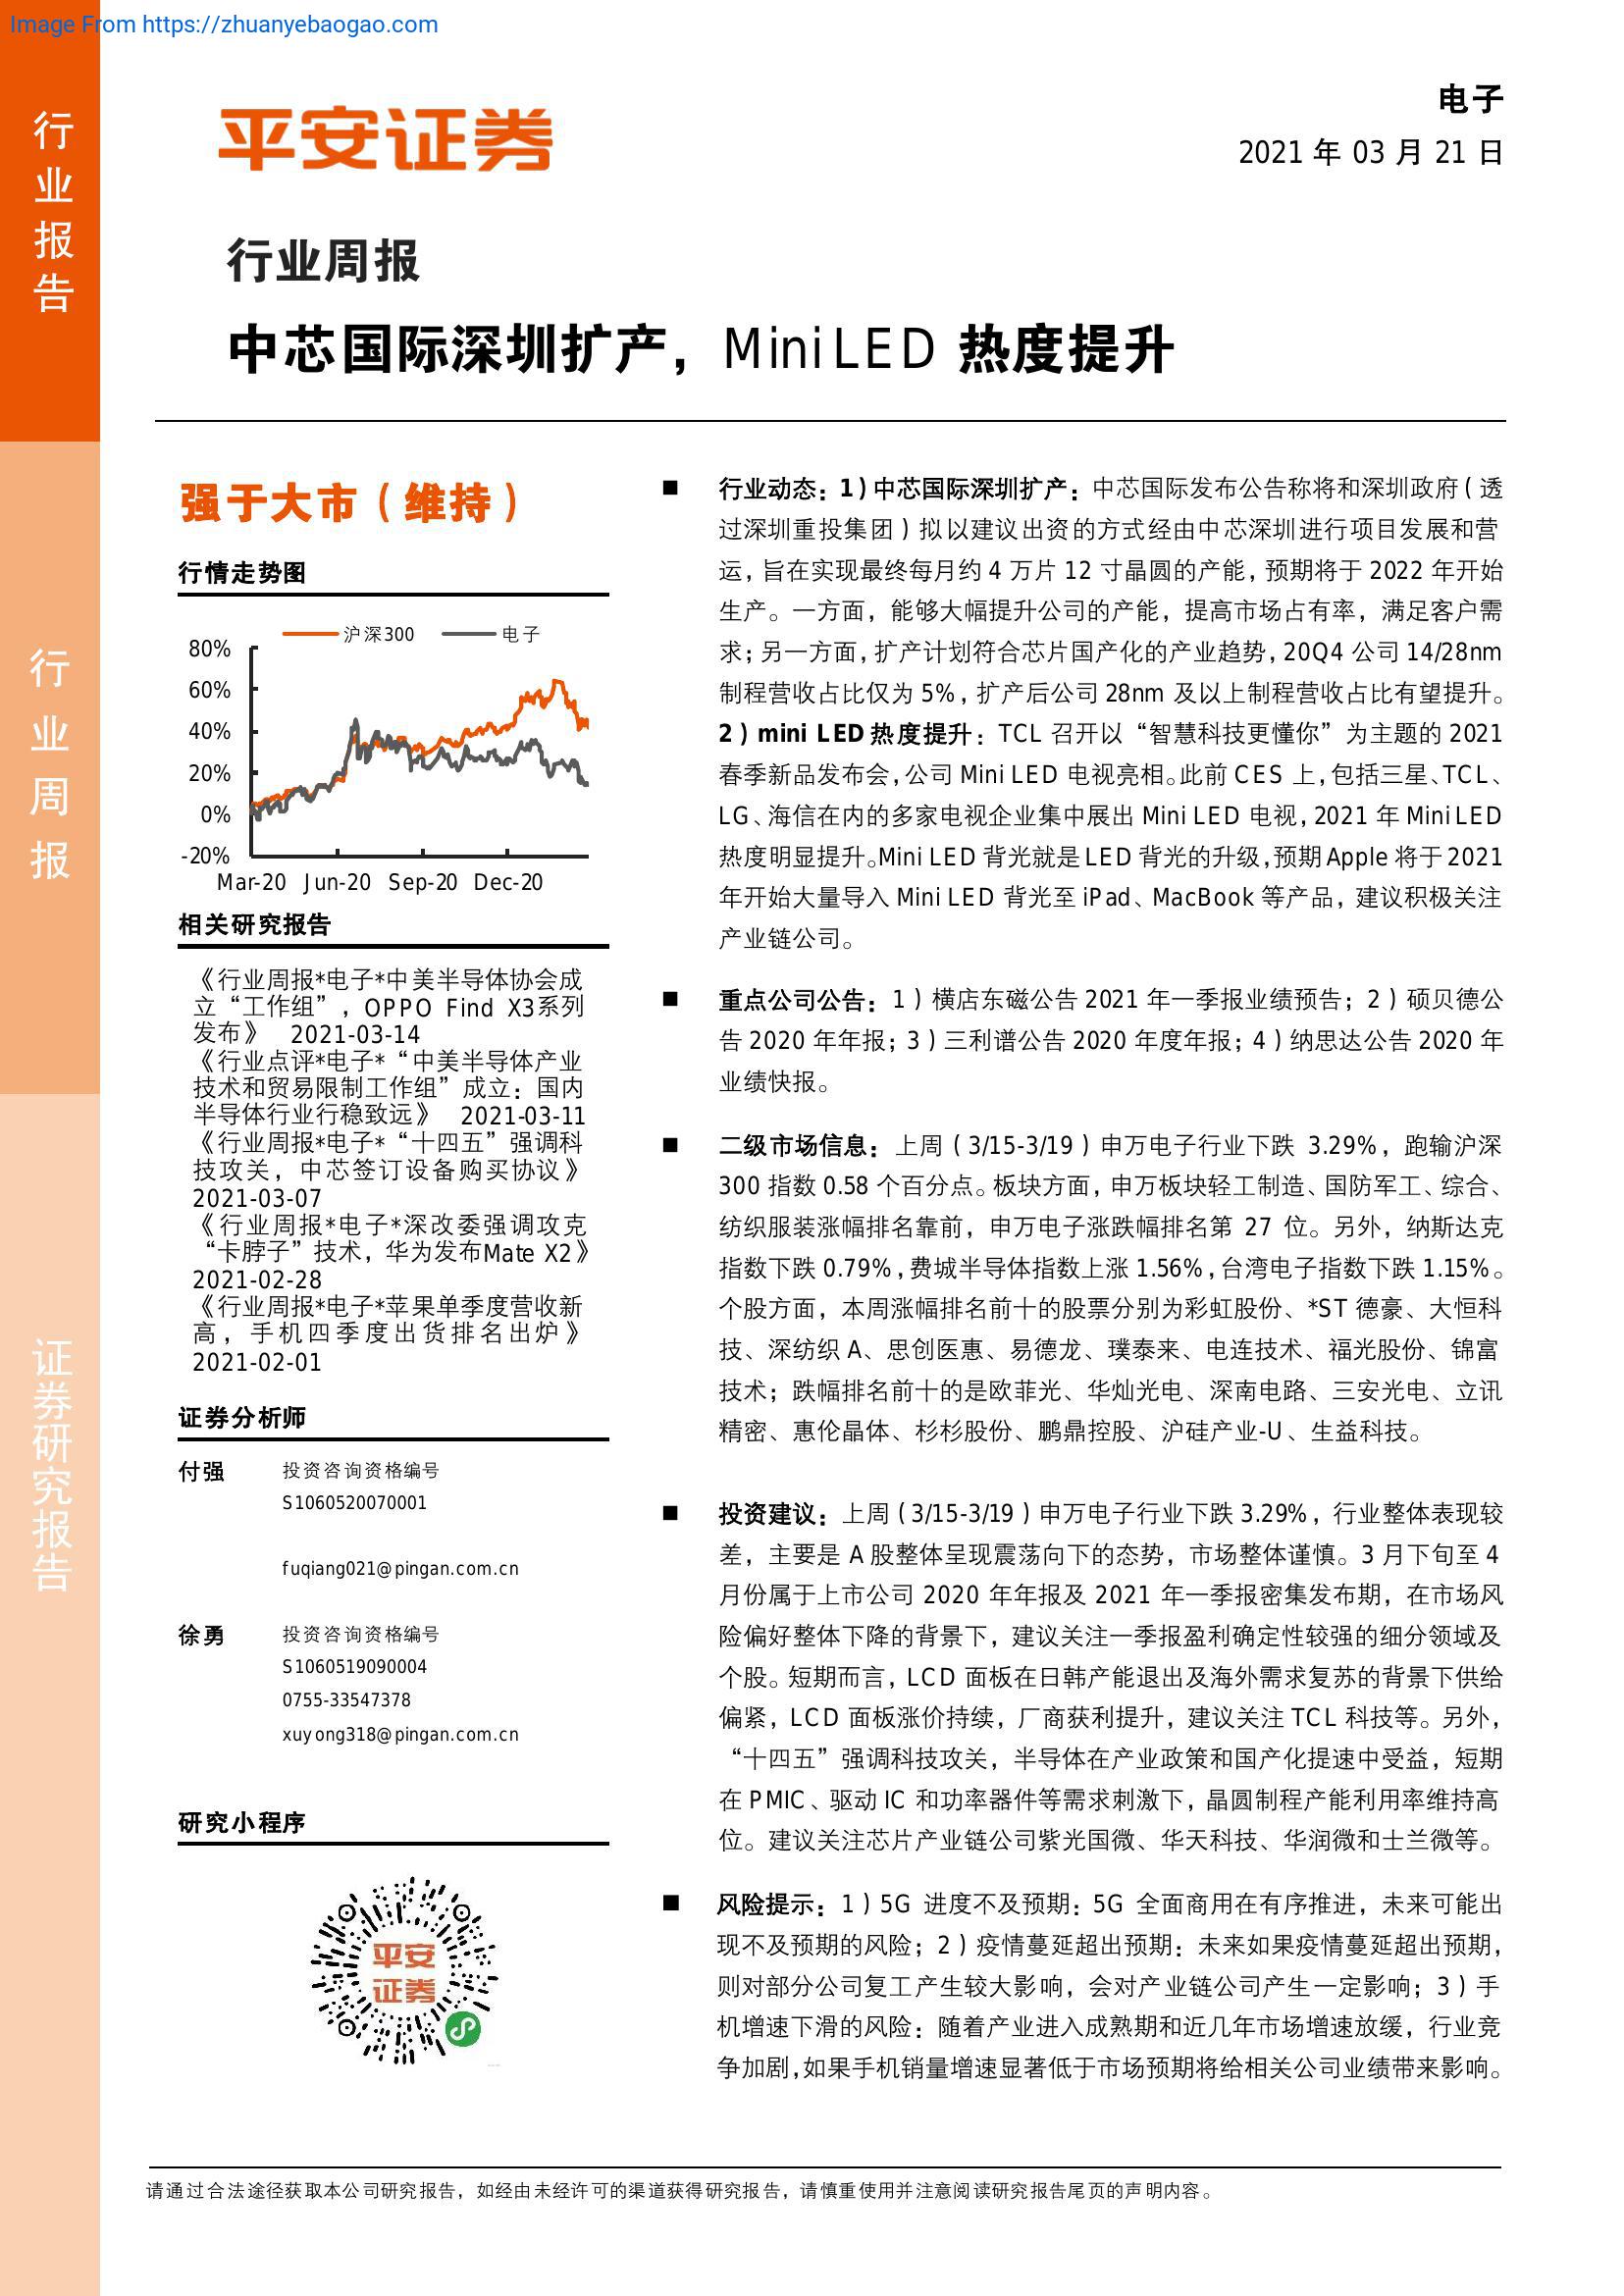 Image From https://zhuanyebaogao.com
行业报告
行业周报
证券研究报告
平安证券
电子
2021 年 03 月 21 日
行业周报
中芯国际深圳扩产，Mini LED 热度提升
强于大市（维持）
行情走势图
沪深300 电子
80%
60%
40%
20%
0%
-20%
Mar-20 Jun-20 Sep-20 Dec-20
相关研究报告
《行业周报*电子*中美半导体协会成
立“工作组”，OPPO Find X3系列
发布》 2021-03-14
《行业点评*电子*“中美半导体产业
技术和贸易限制工作组”成立：国内
半导体行业行稳致远》 2021-03-11
《行业周报*电子*“十四五”强调科
技攻关，中芯签订设备购买协议》
2021-03-07
《行业周报*电子*深改委强调攻克
“卡脖子”技术，华为发布Mate X2》
2021-02-28
《行业周报*电子*苹果单季度营收新
高，手机四季度出货排名出炉》
2021-02-01
证券分析师
付强 投资咨询资格编号
S1060520070001
fuqiang021@pingan.com.cn
徐勇 投资咨询资格编号
S1060519090004
0755-33547378
xuyong318@pingan.com.cn
研究小程序
平安
证券
■ 行业动态：1）中芯国际深圳扩产：中芯国际发布公告称将和深圳政府（透
过深圳重投集团）拟以建议出资的方式经由中芯深圳进行项目发展和营
运，旨在实现最终每月约 4 万片 12 寸晶圆的产能，预期将于 2022 年开始
生产。一方面，能够大幅提升公司的产能，提高市场占有率，满足客户需
求；另一方面，扩产计划符合芯片国产化的产业趋势，20Q4 公司 14/28nm
制程营收占比仅为 5%，扩产后公司 28nm 及以上制程营收占比有望提升。
2）mini LED 热度提升：TCL 召开以“智慧科技更懂你”为主题的 2021
春季新品发布会，公司 Mini LED 电视亮相。此前 CES 上，包括三星、TCL、
LG、海信在内的多家电视企业集中展出 Mini LED 电视，2021 年 Mini LED
热度明显提升。Mini LED 背光就是 LED 背光的升级，预期 Apple 将于 2021
年开始大量导入 Mini LED 背光至 iPad、MacBook 等产品，建议积极关注
产业链公司。
■ 重点公司公告：1）横店东磁公告 2021 年一季报业绩预告；2）硕贝德公
告 2020 年年报；3）三利谱公告 2020 年度年报；4）纳思达公告 2020 年
业绩快报。
■ 二级市场信息：上周（3/15-3/19）申万电子行业下跌 3.29%，跑输沪深
300 指数 0.58 个百分点。板块方面，申万板块轻工制造、国防军工、综合、
纺织服装涨幅排名靠前，申万电子涨跌幅排名第 27 位。另外，纳斯达克
指数下跌 0.79%，费城半导体指数上涨 1.56%，台湾电子指数下跌 1.15%。
个股方面，本周涨幅排名前十的股票分别为彩虹股份、*ST 德豪、大恒科
技、深纺织 A、思创医惠、易德龙、璞泰来、电连技术、福光股份、锦富
技术；跌幅排名前十的是欧菲光、华灿光电、深南电路、三安光电、立讯
精密、惠伦晶体、杉杉股份、鹏鼎控股、沪硅产业-U、生益科技。
■ 投资建议：上周（3/15-3/19）申万电子行业下跌 3.29%，行业整体表现较
差，主要是 A 股整体呈现震荡向下的态势，市场整体谨慎。3 月下旬至 4
月份属于上市公司 2020 年年报及 2021 年一季报密集发布期，在市场风
险偏好整体下降的背景下，建议关注一季报盈利确定性较强的细分领域及
个股。短期而言，LCD 面板在日韩产能退出及海外需求复苏的背景下供给
偏紧，LCD 面板涨价持续，厂商获利提升，建议关注 TCL 科技等。另外，
“十四五”强调科技攻关，半导体在产业政策和国产化提速中受益，短期
在 PMIC、驱动 IC 和功率器件等需求刺激下，晶圆制程产能利用率维持高
位。建议关注芯片产业链公司紫光国微、华天科技、华润微和士兰微等。
■ 风险提示：1）5G 进度不及预期：5G 全面商用在有序推进，未来可能出
现不及预期的风险；2）疫情蔓延超出预期：未来如果疫情蔓延超出预期，
则对部分公司复工产生较大影响，会对产业链公司产生一定影响；3）手
机增速下滑的风险：随着产业进入成熟期和近几年市场增速放缓，行业竞
争加剧，如果手机销量增速显著低于市场预期将给相关公司业绩带来影响。
请通过合法途径获取本公司研究报告，如经由未经许可的渠道获得研究报告，请慎重使用并注意阅读研究报告尾页的声明内容。